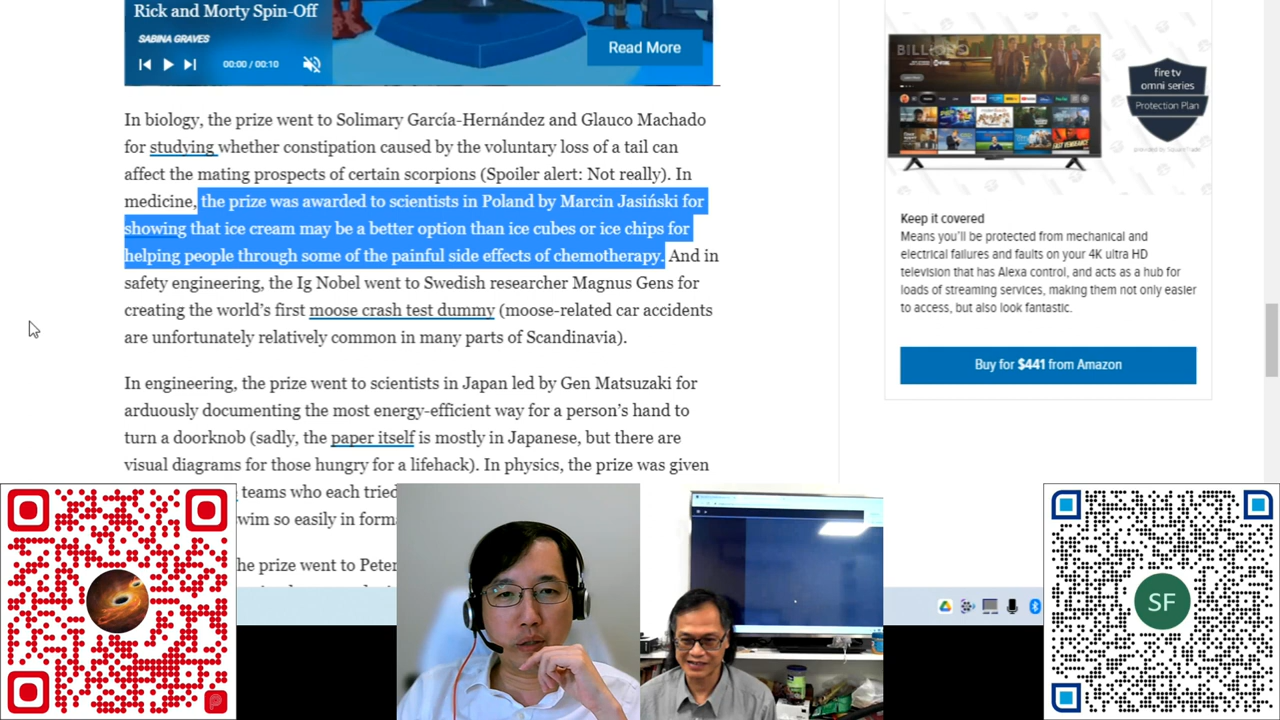 Rick and Morty Spin-Off
SABINA GRAVES
Read More
00:00 / 00:10
In biology, the prize went to Solimary García-Hernández and Glauco Machado
for studying whether constipation caused by the voluntary loss of a tail can
affect the mating prospects of certain scorpions (Spoiler alert: Not really). In
medicine, the prize was awarded to scientists in Poland by Marcin Jasiński for
showing that ice cream may be a better option than ice cubes or ice chips for
helping people through some of the painful side effects of chemotherapy. And in
safety engineering, the Ig Nobel went to Swedish researcher Magnus Gens for
creating the world’s first moose crash test dummy (moose-related car accidents
are unfortunately relatively common in many parts of Scandinavia).
In engineering, the prize went to scientists in Japan led by Gen Matsuzaki for
arduously documenting the most energy-efficient way for a person’s hand to
turn a doorknob (sadly, the paper itself is mostly in Japanese, but there are
visual diagrams for those hungry for a lifehack). In physics, the prize was given
teams who each tried
wim so easily in form
he prize went to Peter
BILLIONS
fire tv
omni series
Protection Plan
Keep it covered
Means you’ll be protected from mechanical and
electrical failures and faults on your 4K ultra HD
television that has Alexa control, and acts as a hub for
loads of streaming services, making them not only easier
to access, but also look fantastic.
Buy for $441 from Amazon
SF